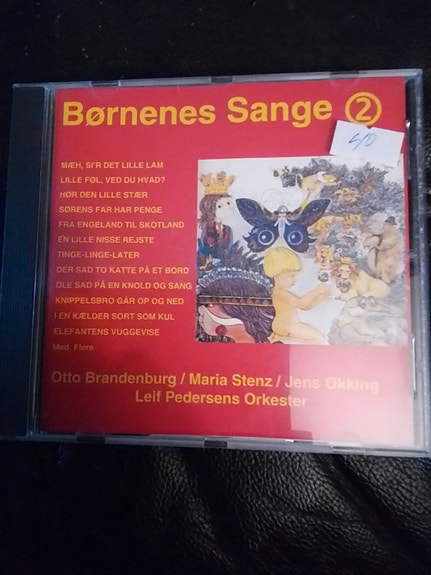 Børnenes Sange 2
MÆH, SI'R DET LILLE LAM
LILLE FØL, VED DU HVAD?
HØR DEN LILLE STÆR
SØRENS FAR HAR PENGE
FRA ENGELAND TIL SKOTLAND
EN LILLE NISSE REJSTE
TINGE-LINGE-LATER
DER SAD TO KATTE PÅ ET BORD
OLE SAD PÅ EN KNOLD OG SANG
KNIPPELSBRO GÅR OP OG NED
I EN KÆLDER SORT SOM KUL
ELEFANTENS VUGGEVISE
Med Flere
Otto Brandenburg / Maria Stenz / Jens Okking
Leif Pedersens Orkester